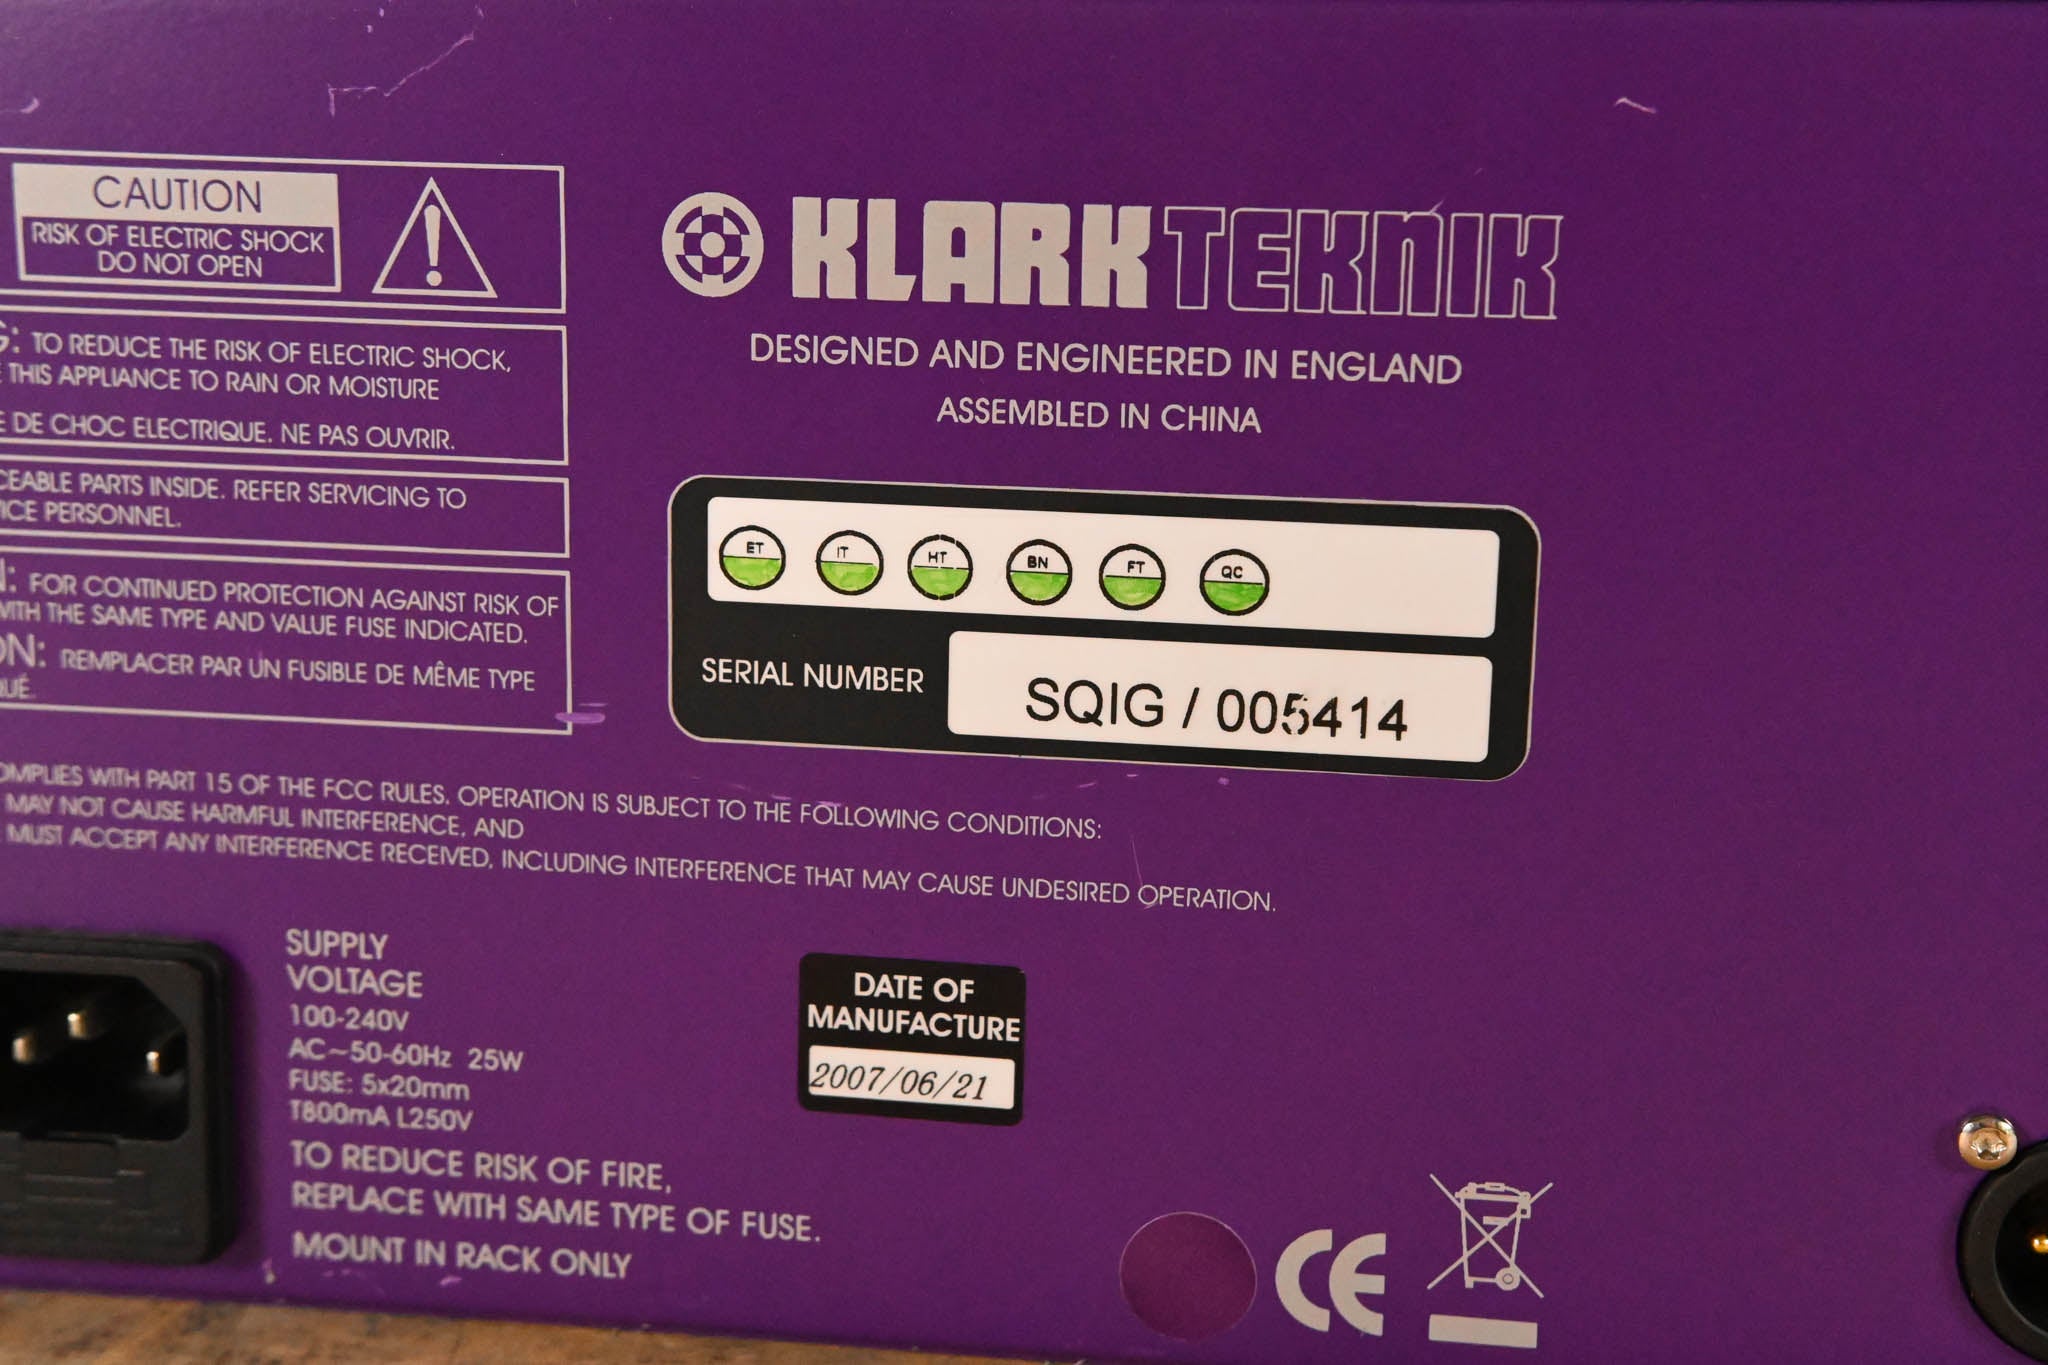 CAUTION
RISK OF ELECTRIC SHOCK
DO NOT OPEN
G: TO REDUCE THE RISK OF ELECTRIC SHOCK,
THIS APPLIANCE TO RAIN OR MOISTURE
DE CHOC ELECTRIQUE. NE PAS OUVRIR.
CEABLE PARTS INSIDE. REFER SERVICING TO
VICE PERSONNEL.
N: FOR CONTINUED PROTECTION AGAINST RISK OF
WITH THE SAME TYPE AND VALUE FUSE INDICATED.
ON: REMPLACER PAR UN FUSIBLE DE MÊME TYPE
QUÉ.
KLARK TEKNIK
DESIGNED AND ENGINEERED IN ENGLAND
ASSEMBLED IN CHINA
ET IT HT BN FT QC
SERIAL NUMBER SQIG / 005414
OMPLIES WITH PART 15 OF THE FCC RULES. OPERATION IS SUBJECT TO THE FOLLOWING CONDITIONS:
MAY NOT CAUSE HARMFUL INTERFERENCE, AND
MUST ACCEPT ANY INTERFERENCE RECEIVED, INCLUDING INTERFERENCE THAT MAY CAUSE UNDESIRED OPERATION.
SUPPLY
VOLTAGE
100-240V
AC~50-60Hz 25W
FUSE: 5x20mm
T800mA L250V
TO REDUCE RISK OF FIRE,
REPLACE WITH SAME TYPE OF FUSE.
MOUNT IN RACK ONLY
DATE OF
MANUFACTURE
2007/06/21
CE